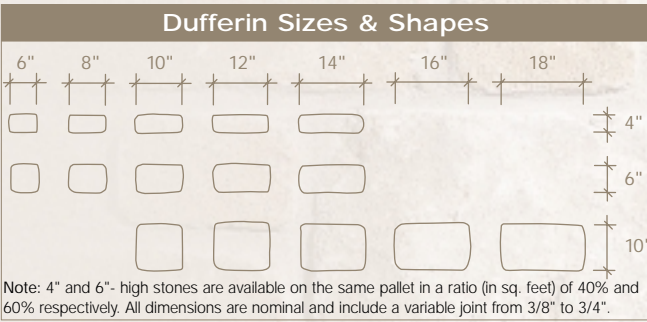 Dufferin Sizes & Shapes
6" 8" 10" 12" 14" 16" 18"
4"
6"
10"
Note: 4" and 6"- high stones are available on the same pallet in a ratio (in sq. feet) of 40% and
60% respectively. All dimensions are nominal and include a variable joint from 3/8" to 3/4".